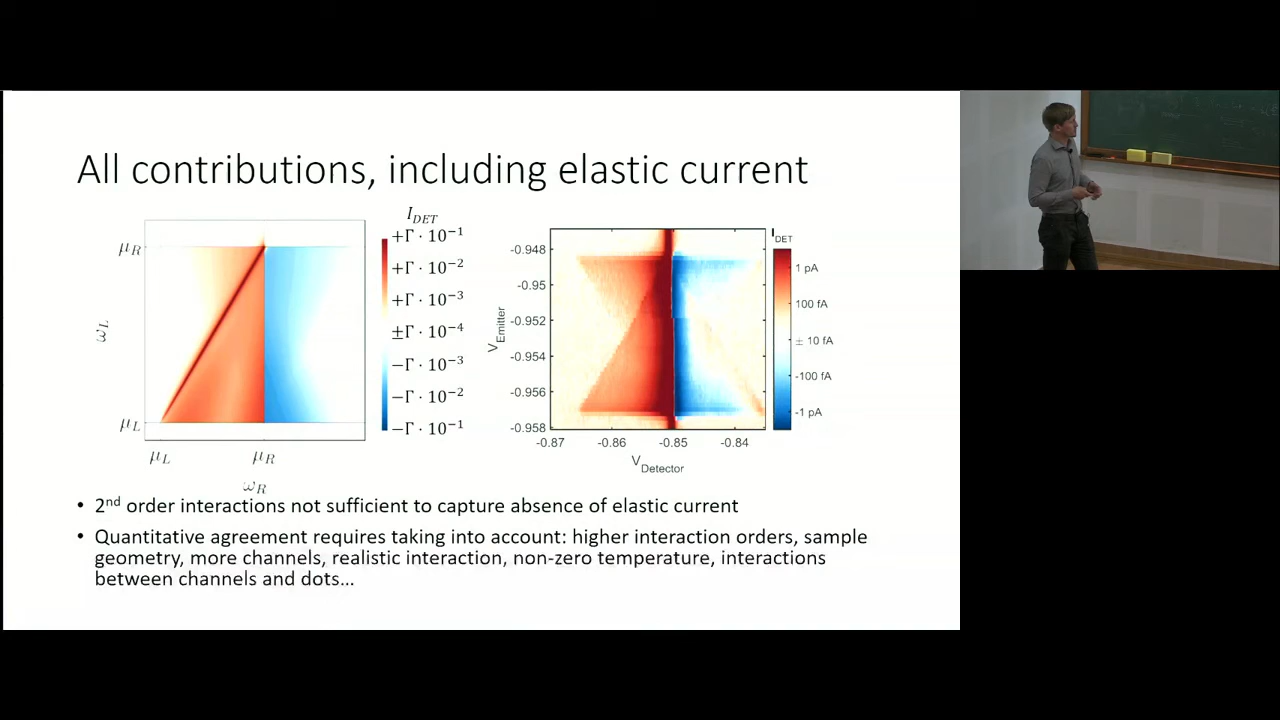 All contributions, including elastic current
I_DET
+Γ · 10⁻¹
+Γ · 10⁻²
+Γ · 10⁻³
±Γ · 10⁻⁴
−Γ · 10⁻³
−Γ · 10⁻²
−Γ · 10⁻¹
μ_R
ω_L
μ_L
μ_L
μ_R
ω_R
-0.948
-0.95
-0.952
-0.954
-0.956
-0.958
V_Emitter
-0.87
-0.86
-0.85
-0.84
V_Detector
I_DET
1 pA
100 fA
± 10 fA
-100 fA
-1 pA
• 2ⁿᵈ order interactions not sufficient to capture absence of elastic current
• Quantitative agreement requires taking into account: higher interaction orders, sample
geometry, more channels, realistic interaction, non-zero temperature, interactions
between channels and dots…